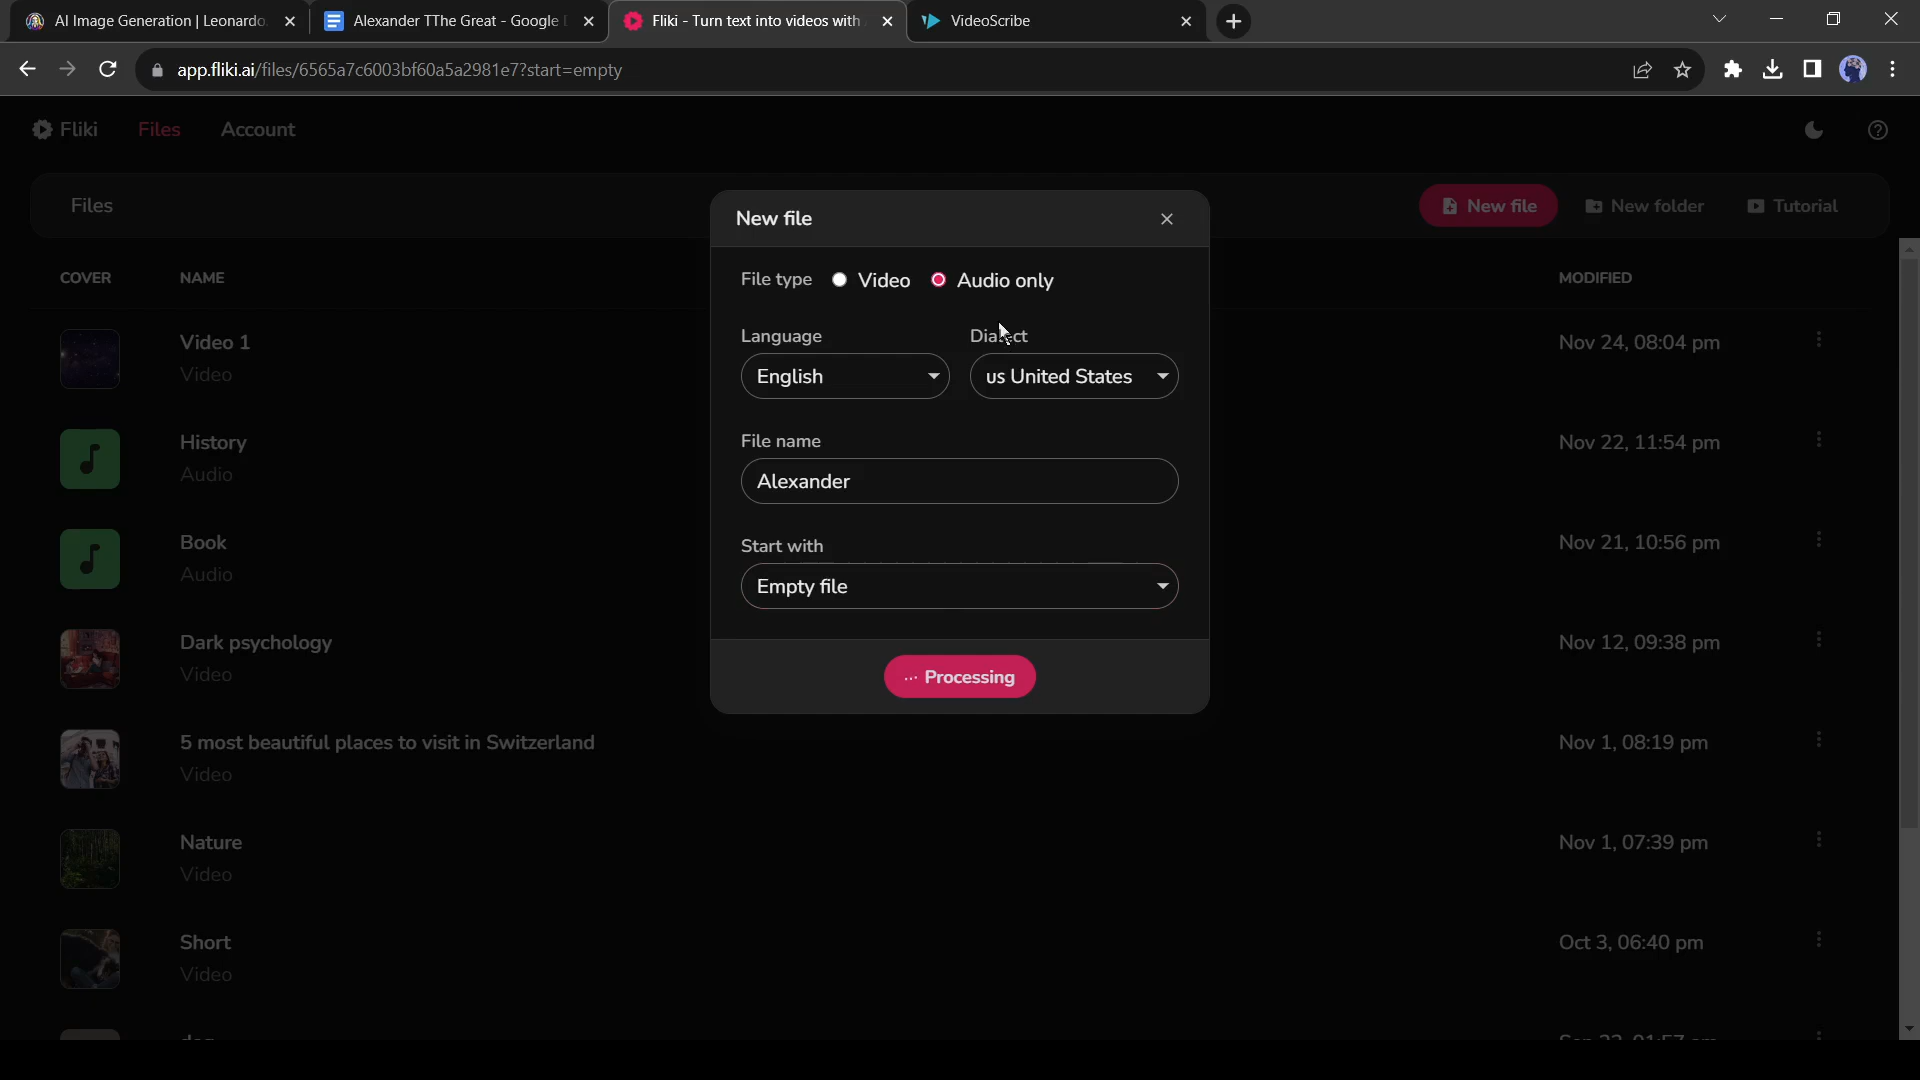 AI Image Generation | Leonardo.
Alexander TThe Great - Google
Fliki - Turn text into videos with
VideoScribe
app.fliki.ai/files/6565a7c6003bf60a5a2981e7?start=empty
Fliki Files Account
Files
New file New folder Tutorial
COVER NAME MODIFIED
Video 1
Video
Nov 24, 08:04 pm
History
Audio
Nov 22, 11:54 pm
Book
Audio
Nov 21, 10:56 pm
Dark psychology
Video
Nov 12, 09:38 pm
5 most beautiful places to visit in Switzerland
Video
Nov 1, 08:19 pm
Nature
Video
Nov 1, 07:39 pm
Short
Video
Oct 3, 06:40 pm
New file
File type Video Audio only
Language Dialect
English us United States
File name
Alexander
Start with
Empty file
Processing